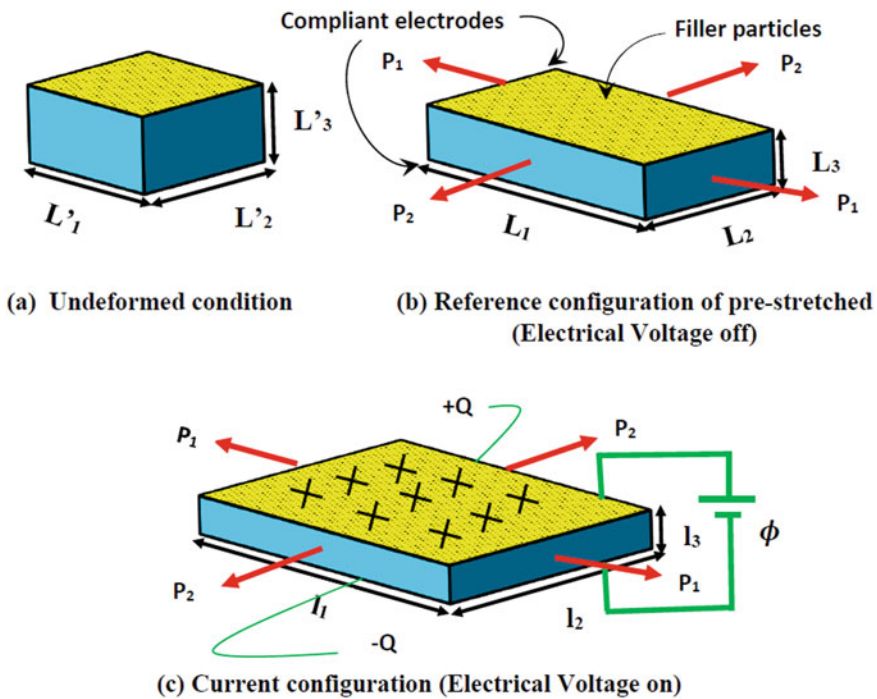 Compliant electrodes
Filler particles
P₁
P₂
L'₃
L'₁
L'₂
L₃
P₂
L₁
L₂
P₁
(a) Undeformed condition
(b) Reference configuration of pre-stretched
(Electrical Voltage off)
+Q
P₁
P₂
l₃
ϕ
P₂
l₁
l₂
P₁
-Q
(c) Current configuration (Electrical Voltage on)